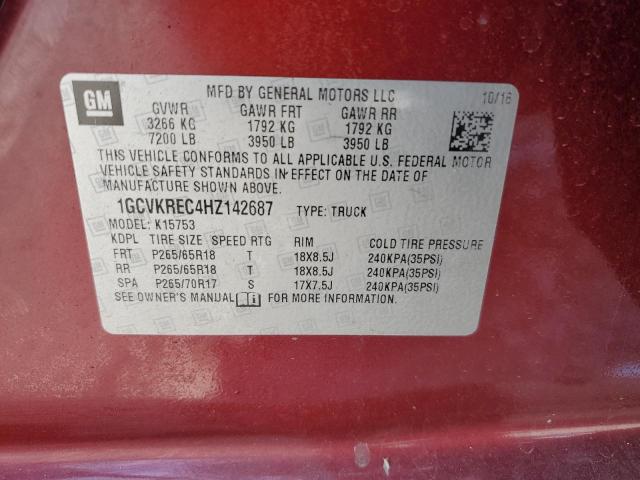 GM
MFD BY GENERAL MOTORS LLC 10/16
GVWR GAWR FRT GAWR RR
3266 KG 1792 KG 1792 KG
7200 LB 3950 LB 3950 LB
THIS VEHICLE CONFORMS TO ALL APPLICABLE U.S. FEDERAL MOTOR
VEHICLE SAFETY STANDARDS IN EFFECT ON THE DATE OF
MANUFACTURE SHOWN ABOVE.
1GCVKREC4HZ142687 TYPE: TRUCK
MODEL: K15753
KDPL TIRE SIZE SPEED RTG RIM COLD TIRE PRESSURE
FRT P265/65R18 T 18X8.5J 240KPA(35PSI)
RR P265/65R18 T 18X8.5J 240KPA(35PSI)
SPA P265/70R17 S 17X7.5J 240KPA(35PSI)
SEE OWNER'S MANUAL FOR MORE INFORMATION.